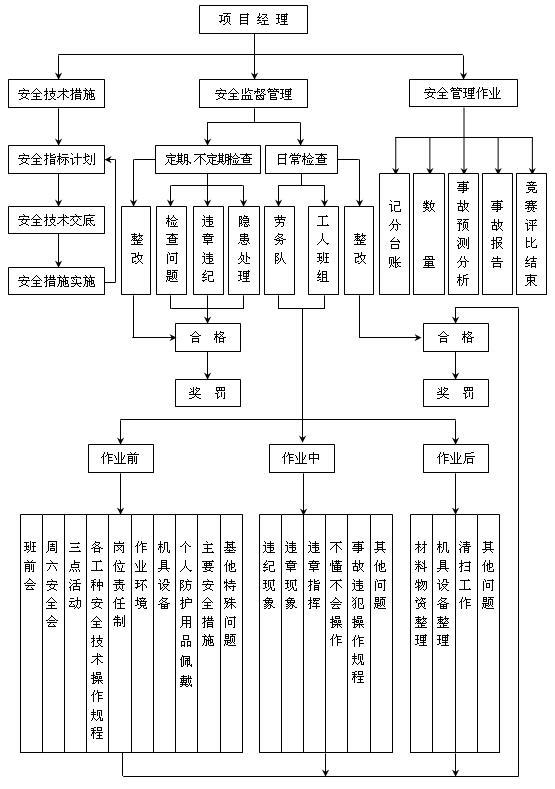 项目经理
安全技术措施
安全监督管理
安全管理作业
安全指标计划
定期、不定期检查
日常检查
安全技术交底
安全措施实施
整改
检查问题
违章违纪
隐患处理
劳务队
工人班组
整改
记分台账
数量
事故预测分析
事故报告
竞赛评比结束
合格
合格
奖罚
奖罚
作业前
作业中
作业后
班前会
周六安全会
三点活动
各工种安全技术操作规程
岗位责任制
作业环境
机具设备
个人防护用品佩戴
主要安全措施
基他特殊问题
违纪现象
违章现象
违章指挥
不懂不会操作
事故违犯操作规程
其他问题
材料物资整理
机具设备整理
清扫工作
其他问题